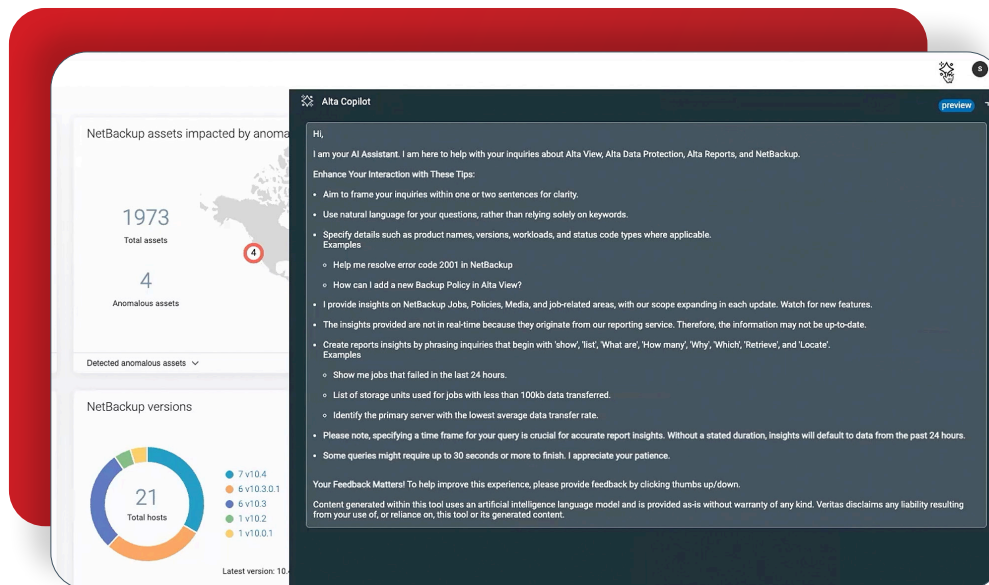 S
Alta Copilot
preview
NetBackup assets impacted by
1973
Total assets
4
Anomalous assets
4
Detected anomalous assets
NetBackup versions
21
Total hosts
7 v10.4
6 v10.3.0.1
6 v10.3
1 v10.2
1 v10.0.1
Latest version: 10.
Hi,
I am your AI Assistant. I am here to help with your inquiries about Alta View, Alta Data Protection, Alta Reports, and NetBackup.
Enhance Your Interaction with These Tips:
• Aim to frame your inquiries within one or two sentences for clarity.
• Use natural language for your questions, rather than relying solely on keywords.
• Specify details such as product names, versions, workloads, and status code types where applicable.
Examples
○ Help me resolve error code 2001 in NetBackup
○ How can I add a new Backup Policy in Alta View?
• I provide insights on NetBackup Jobs, Policies, Media, and job-related areas, with our scope expanding in each update. Watch for new features.
• The insights provided are not in real-time because they originate from our reporting service. Therefore, the information may not be up-to-date.
• Create reports insights by phrasing inquiries that begin with 'show', 'list', 'What are', 'How many', 'Why', 'Which', 'Retrieve', and 'Locate'.
Examples
○ Show me jobs that failed in the last 24 hours.
○ List of storage units used for jobs with less than 100kb data transferred.
○ Identify the primary server with the lowest average data transfer rate.
• Please note, specifying a time frame for your query is crucial for accurate report insights. Without a stated duration, insights will default to data from the past 24 hours.
• Some queries might require up to 30 seconds or more to finish. I appreciate your patience.
Your Feedback Matters! To help improve this experience, please provide feedback by clicking thumbs up/down.
Content generated within this tool uses an artificial intelligence language model and is provided as-is without warranty of any kind. Veritas disclaims any liability resulting
from your use of, or reliance on, this tool or its generated content.